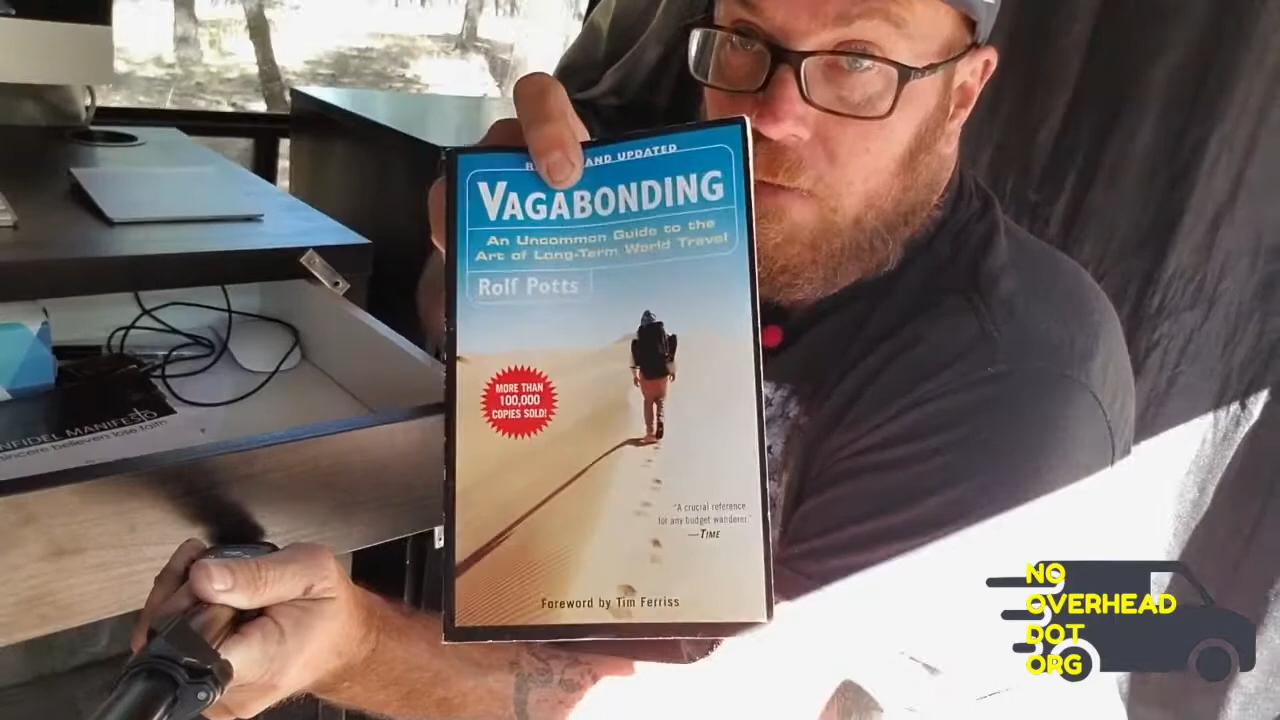 AND UPDATED
VAGABONDING
An Uncommon Guide to the
Art of Long-Term World Travel
Rolf Potts
MORE THAN
100,000
COPIES SOLD!
"A crucial reference
for any budget wanderer."
—TIME
Foreword by Tim Ferriss
NFIDEL MANIFESTO
sincere believers lose faith
NO
OVERHEAD
DOT
ORG